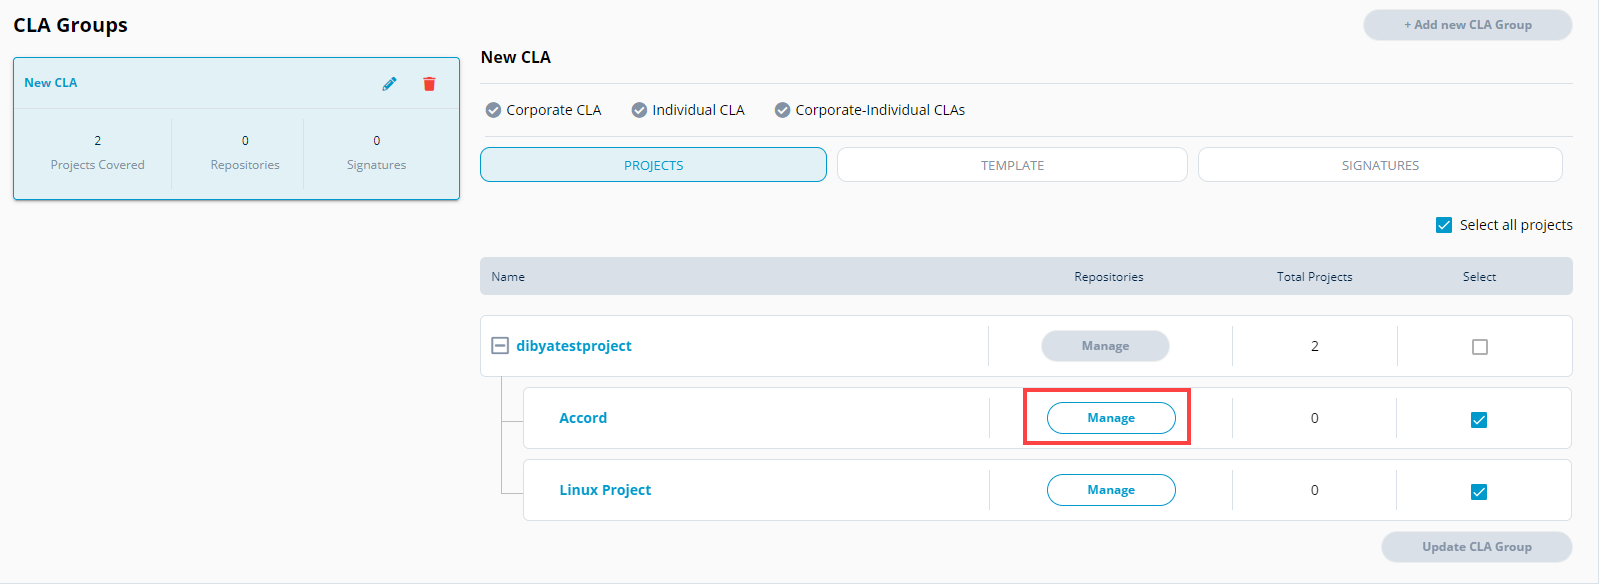 CLA Groups
+ Add new CLA Group
New CLA
2
Projects Covered
0
Repositories
0
Signatures
New CLA
Corporate CLA
Individual CLA
Corporate-Individual CLAs
PROJECTS
TEMPLATE
SIGNATURES
Select all projects
Name
Repositories
Total Projects
Select
dibyatestproject
Manage
2
Accord
Manage
0
Linux Project
Manage
0
Update CLA Group